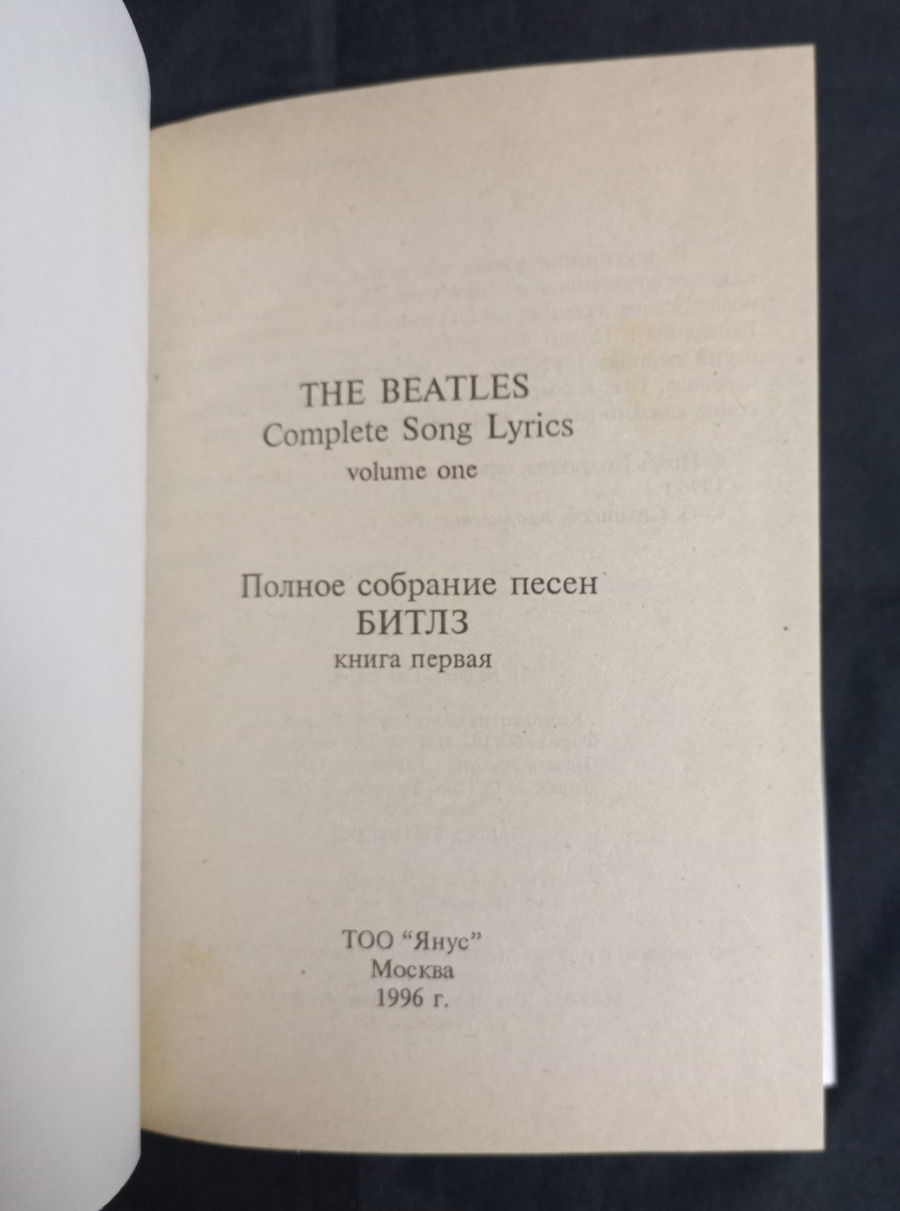 THE BEATLES
Complete Song Lyrics
volume one
Полное собрание песен
БИТЛЗ
книга первая
ТОО “Янус”
Москва
1996 г.